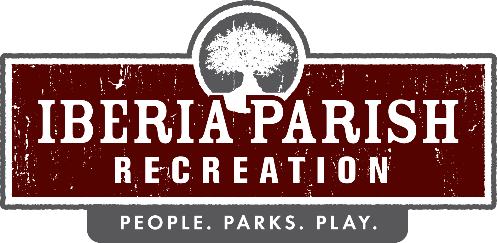 IBERIA PARISH
RECREATION
PEOPLE. PARKS. PLAY.